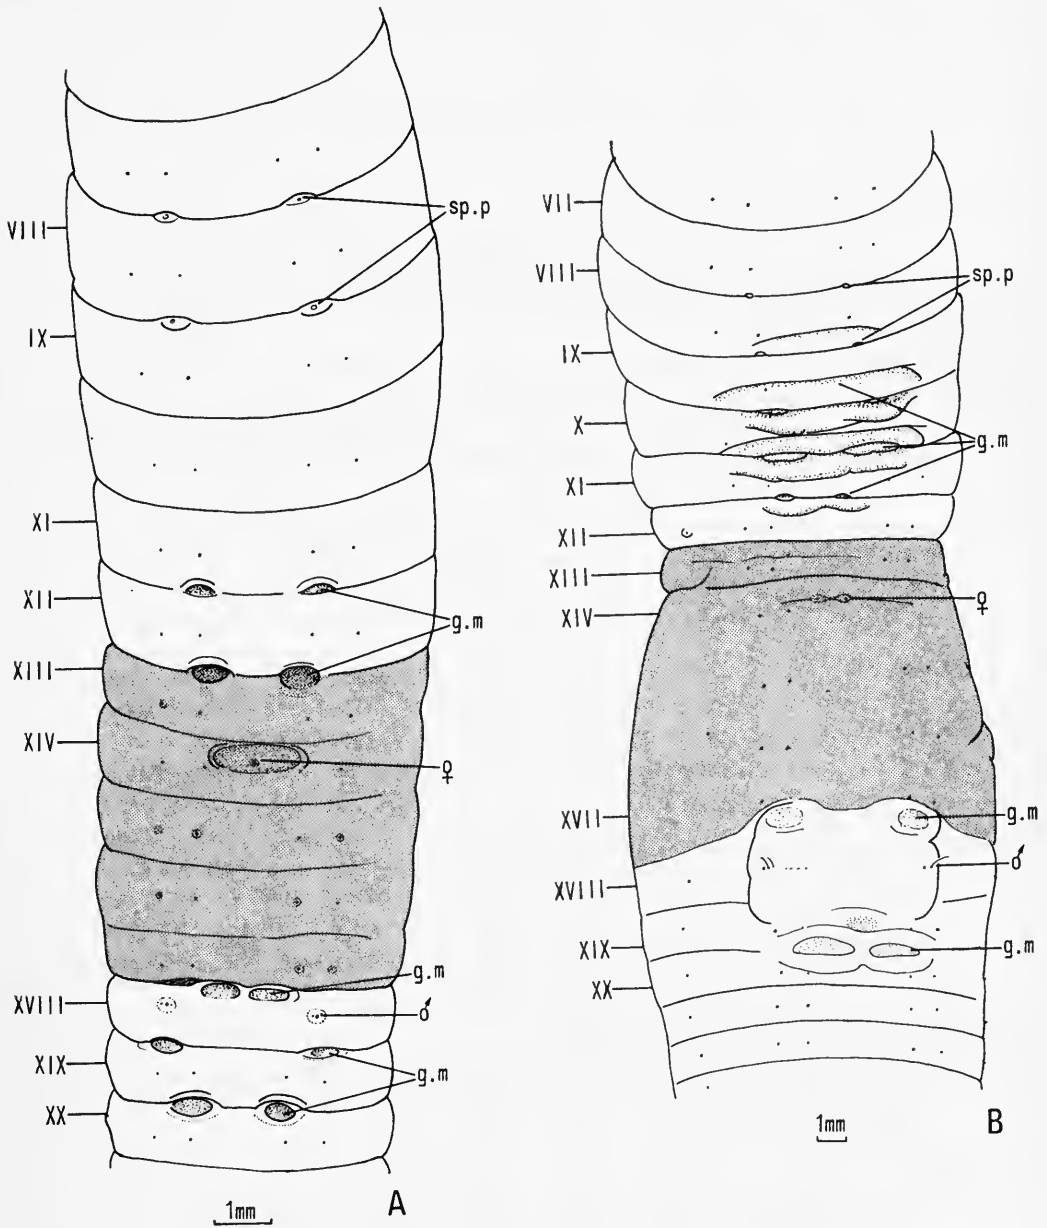 sp.p
VIII
IX
XI
XII
g.m
XIII
XIV
♀
g.m
XVIII
♂
XIX
g.m
XX
1mm
A
VII
VIII
sp.p
IX
X
g.m
XI
XII
XIII
XIV
♀
XVII
g.m
♂
XVIII
XIX
g.m
XX
1mm
B